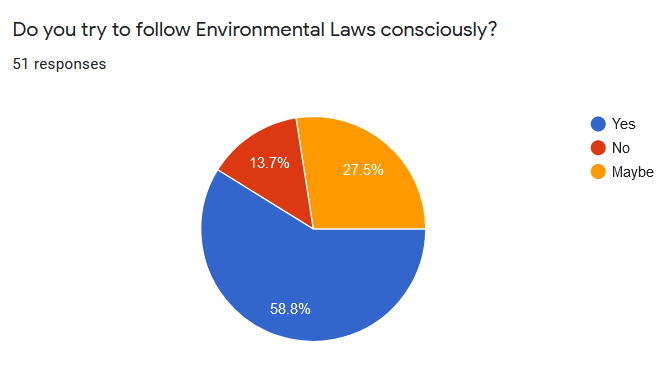 Do you try to follow Environmental Laws consciously?
51 responses
Yes
No
Maybe
13.7%
27.5%
58.8%